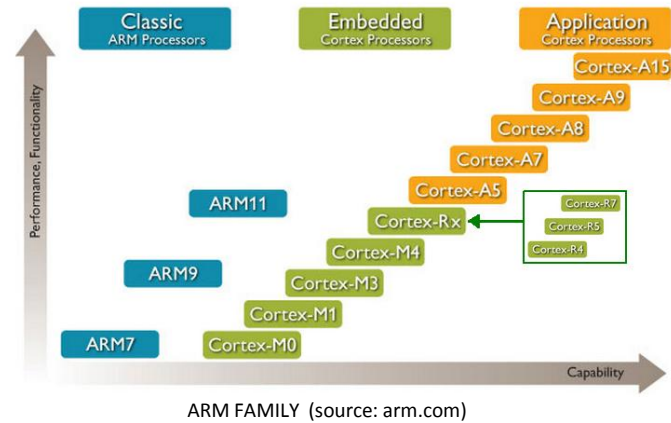 Classic
ARM Processors
Embedded
Cortex Processors
Application
Cortex Processors
Performance, Functionality
Cortex-A15
Cortex-A9
Cortex-A8
Cortex-A7
Cortex-A5
ARM11
Cortex-Rx
Cortex-R7
Cortex-R5
Cortex-R4
Cortex-M4
ARM9
Cortex-M3
Cortex-M1
ARM7
Cortex-M0
Capability
ARM FAMILY (source: arm.com)